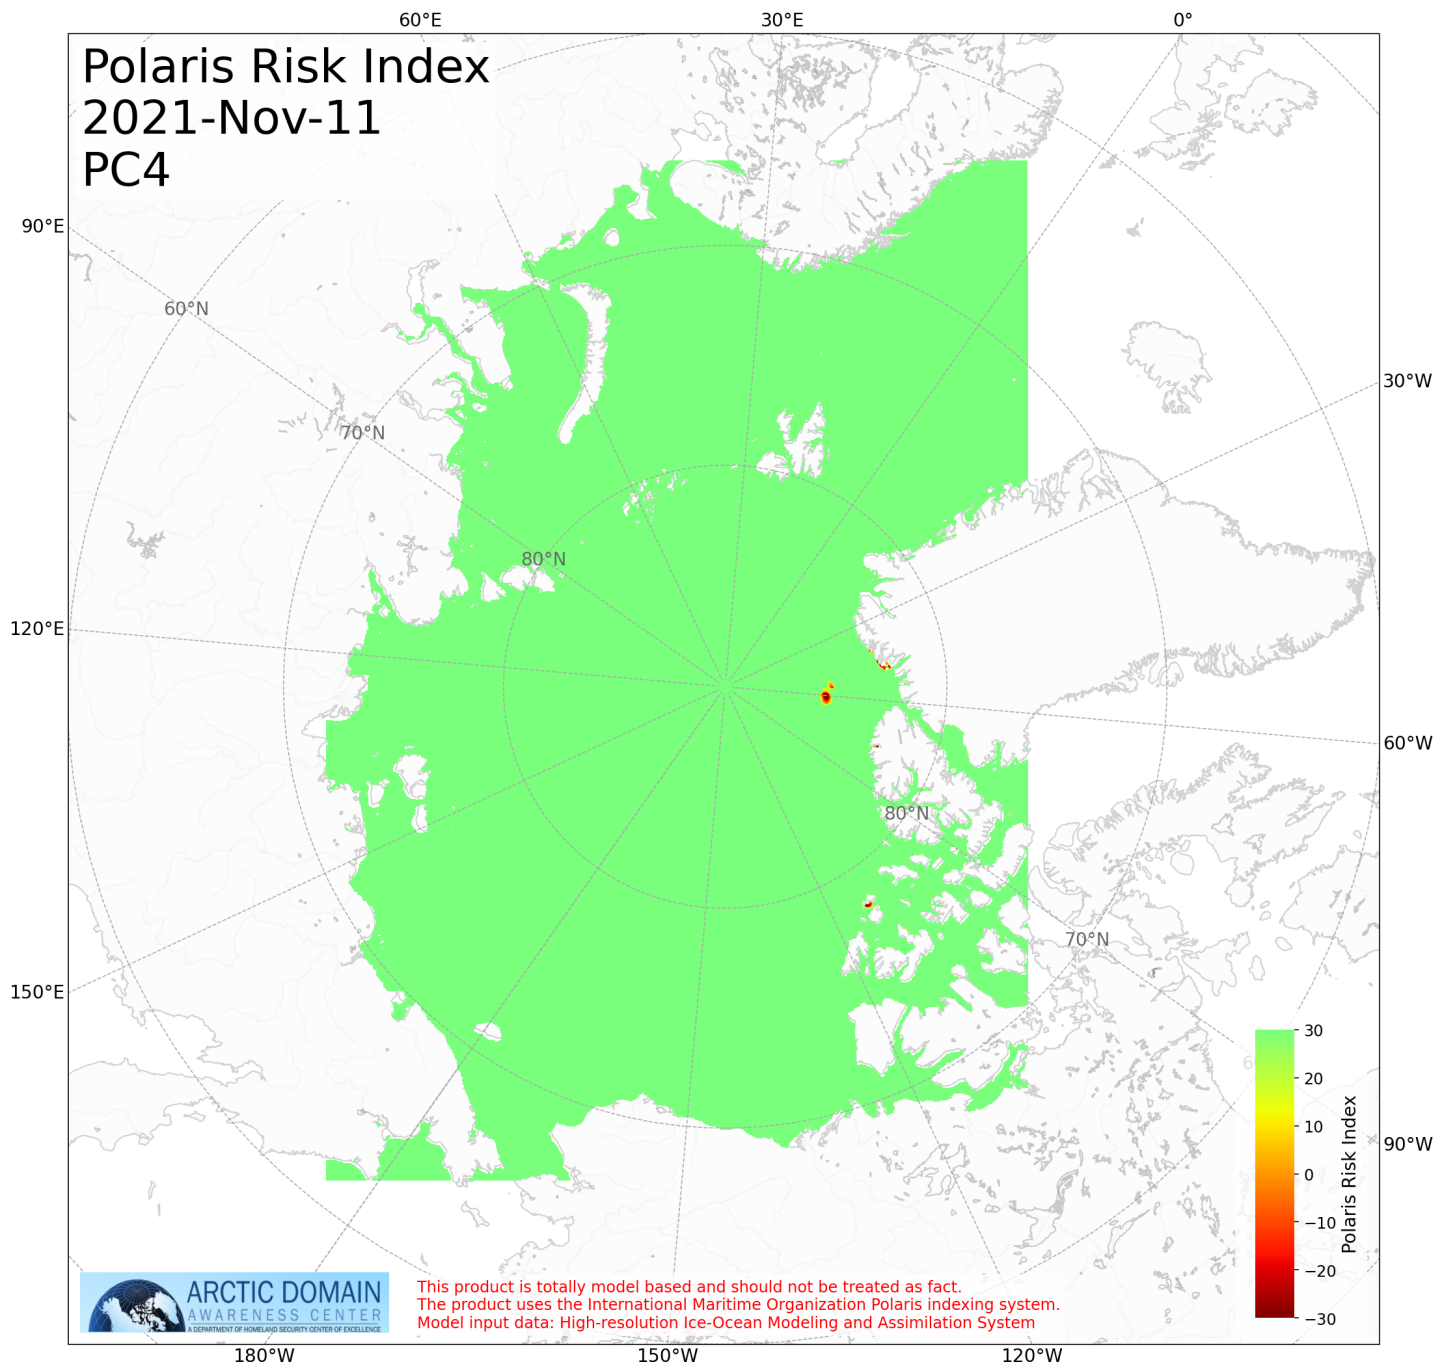 60°E
30°E
0°
Polaris Risk Index
2021-Nov-11
PC4
90°E
60°N
30°W
70°N
80°N
120°E
60°W
80°N
70°N
150°E
30
20
10
0
−10
−20
−30
Polaris Risk Index
90°W
ARCTIC DOMAIN
AWARENESS CENTER
A DEPARTMENT OF HOMELAND SECURITY CENTER OF EXCELLENCE
This product is totally model based and should not be treated as fact.
The product uses the International Maritime Organization Polaris indexing system.
Model input data: High-resolution Ice-Ocean Modeling and Assimilation System
180°W
150°W
120°W